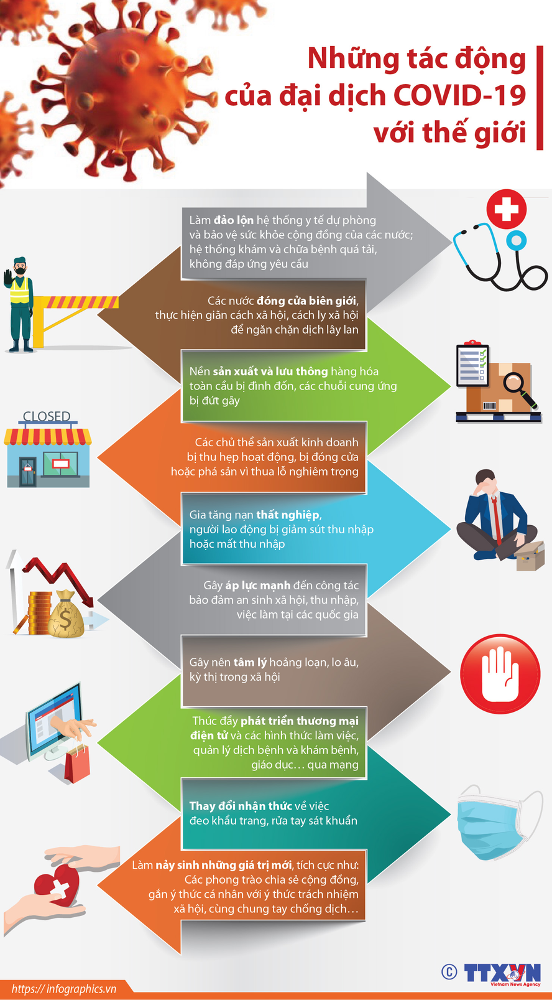 Những tác động
của đại dịch COVID-19
với thế giới
Làm đảo lộn hệ thống y tế dự phòng
và bảo vệ sức khỏe cộng đồng của các nước;
hệ thống khám và chữa bệnh quá tải,
không đáp ứng yêu cầu
Các nước đóng cửa biên giới,
thực hiện giãn cách xã hội, cách ly xã hội
để ngăn chặn dịch lây lan
Nền sản xuất và lưu thông hàng hóa
toàn cầu bị đình đốn, các chuỗi cung ứng
bị đứt gãy
CLOSED
Các chủ thể sản xuất kinh doanh
bị thu hẹp hoạt động, bị đóng cửa
hoặc phá sản vì thua lỗ nghiêm trọng
Gia tăng nạn thất nghiệp,
người lao động bị giảm sút thu nhập
hoặc mất thu nhập
Gây áp lực mạnh đến công tác
bảo đảm an sinh xã hội, thu nhập,
việc làm tại các quốc gia
$
Gây nên tâm lý hoảng loạn, lo âu,
kỳ thị trong xã hội
Thúc đẩy phát triển thương mại
điện tử và các hình thức làm việc,
quản lý dịch bệnh và khám bệnh,
giáo dục... qua mạng
Thay đổi nhận thức về việc
đeo khẩu trang, rửa tay sát khuẩn
Làm nảy sinh những giá trị mới, tích cực như:
Các phong trào chia sẻ cộng đồng,
gắn ý thức cá nhân với ý thức trách nhiệm
xã hội, cùng chung tay chống dịch...
© TTXVN
Vietnam News Agency
https:// infographics.vn